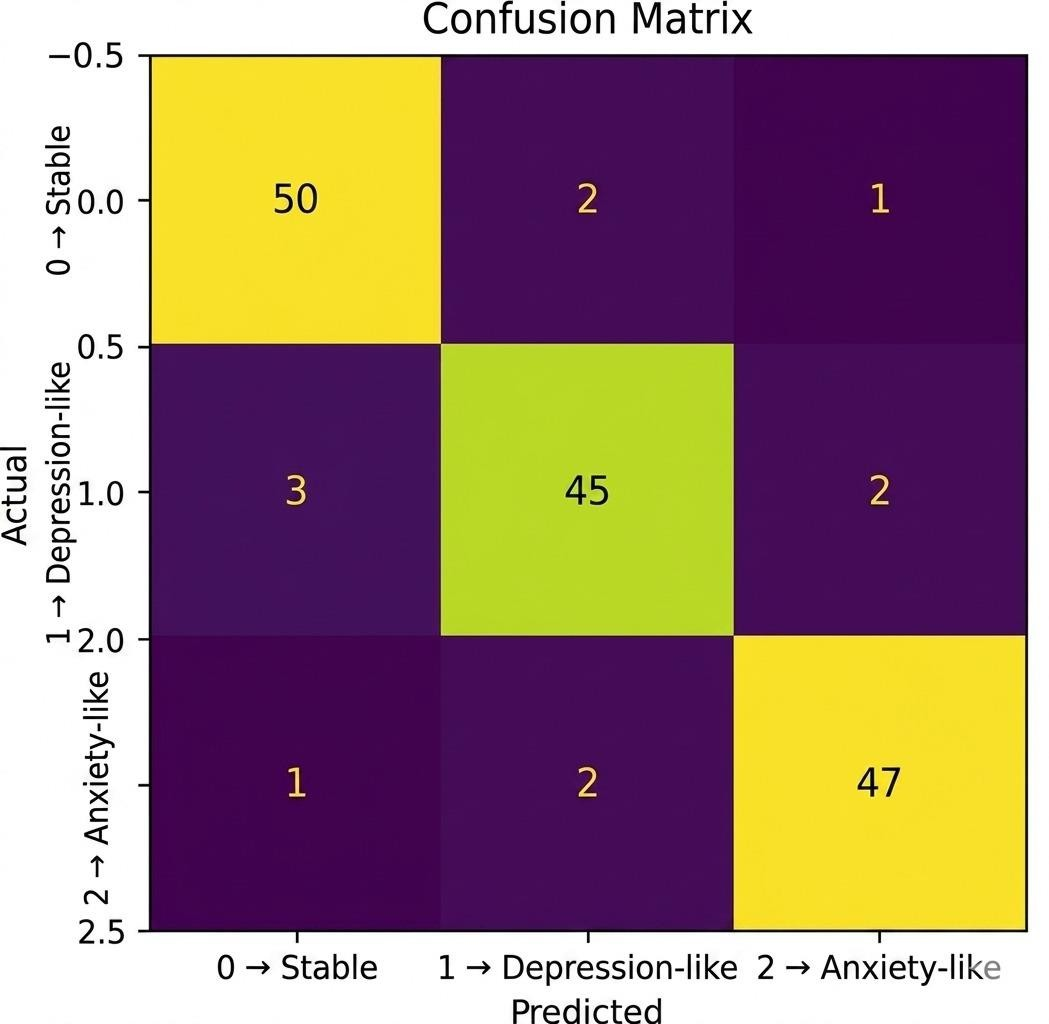 Confusion Matrix
−0.5
0 → Stable
0.0
50 2 1
0.5
Actual
1 → Depression-like
1.0
3 45 2
2.0
2 → Anxiety-like
1 2 47
2.5
0 → Stable 1 → Depression-like 2 → Anxiety-like
Predicted